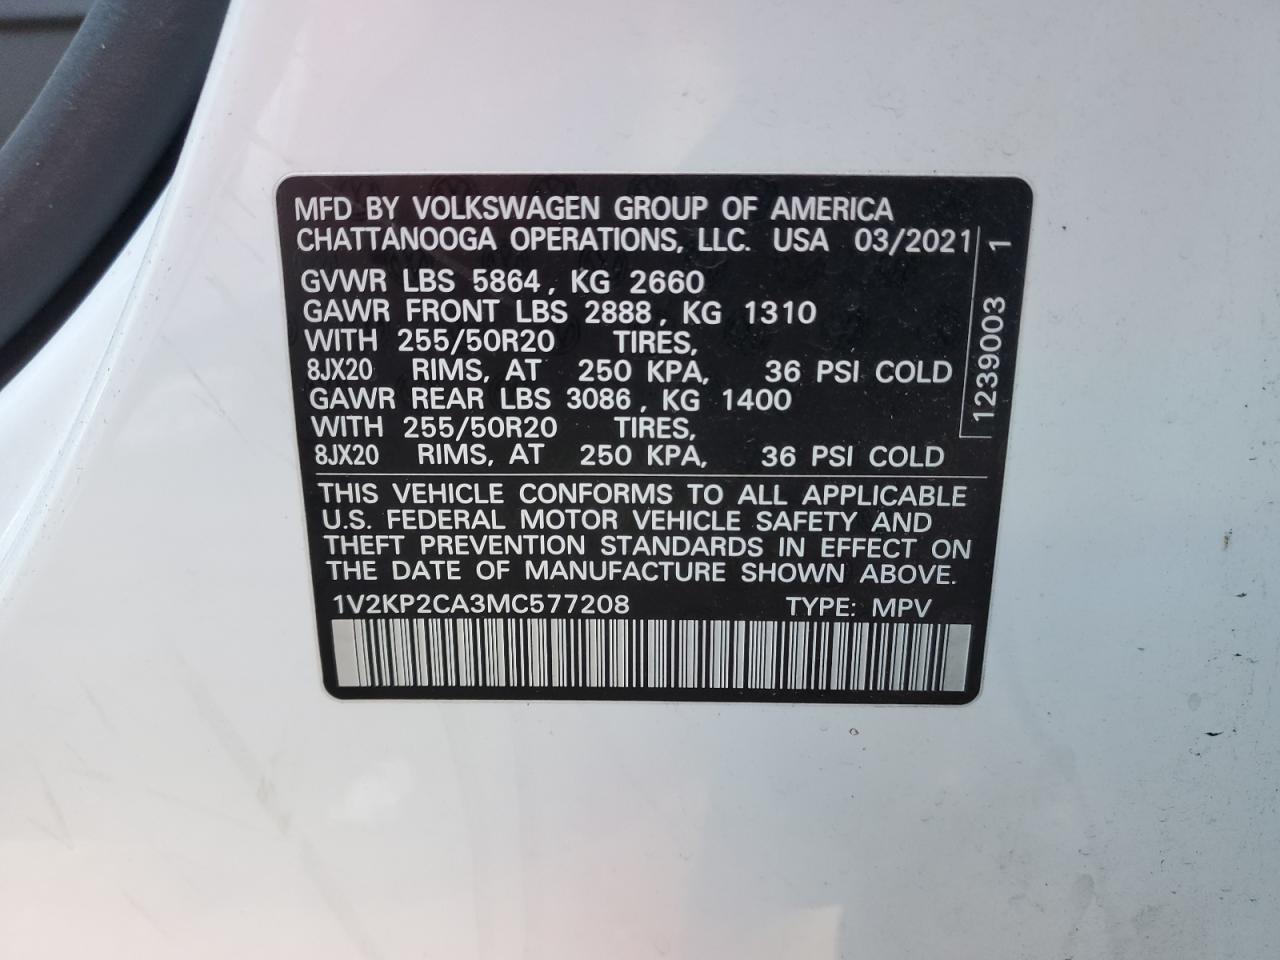 MFD BY VOLKSWAGEN GROUP OF AMERICA
CHATTANOOGA OPERATIONS, LLC. USA 03/2021
GVWR LBS 5864, KG 2660
GAWR FRONT LBS 2888, KG 1310
WITH 255/50R20 TIRES,
8JX20 RIMS, AT 250 KPA, 36 PSI COLD
GAWR REAR LBS 3086, KG 1400
WITH 255/50R20 TIRES,
8JX20 RIMS, AT 250 KPA, 36 PSI COLD
1239003 1
THIS VEHICLE CONFORMS TO ALL APPLICABLE
U.S. FEDERAL MOTOR VEHICLE SAFETY AND
THEFT PREVENTION STANDARDS IN EFFECT ON
THE DATE OF MANUFACTURE SHOWN ABOVE.
1V2KP2CA3MC577208 TYPE: MPV